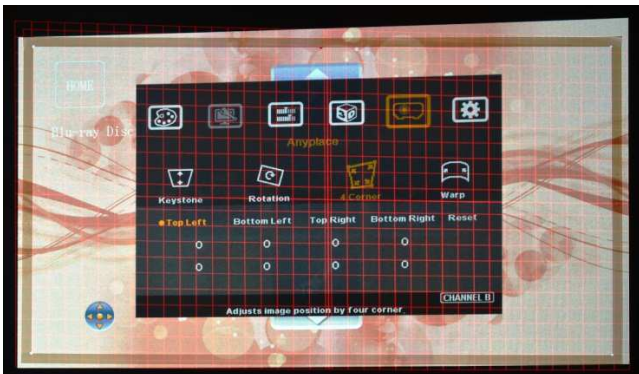 HOME
Blu-ray Disc
Anyplace
Keystone Rotation 4 Corner Warp
Top Left Bottom Left Top Right Bottom Right Reset
0 0 0 0
0 0 0 0
CHANNEL B
Adjusts image position by four corner.